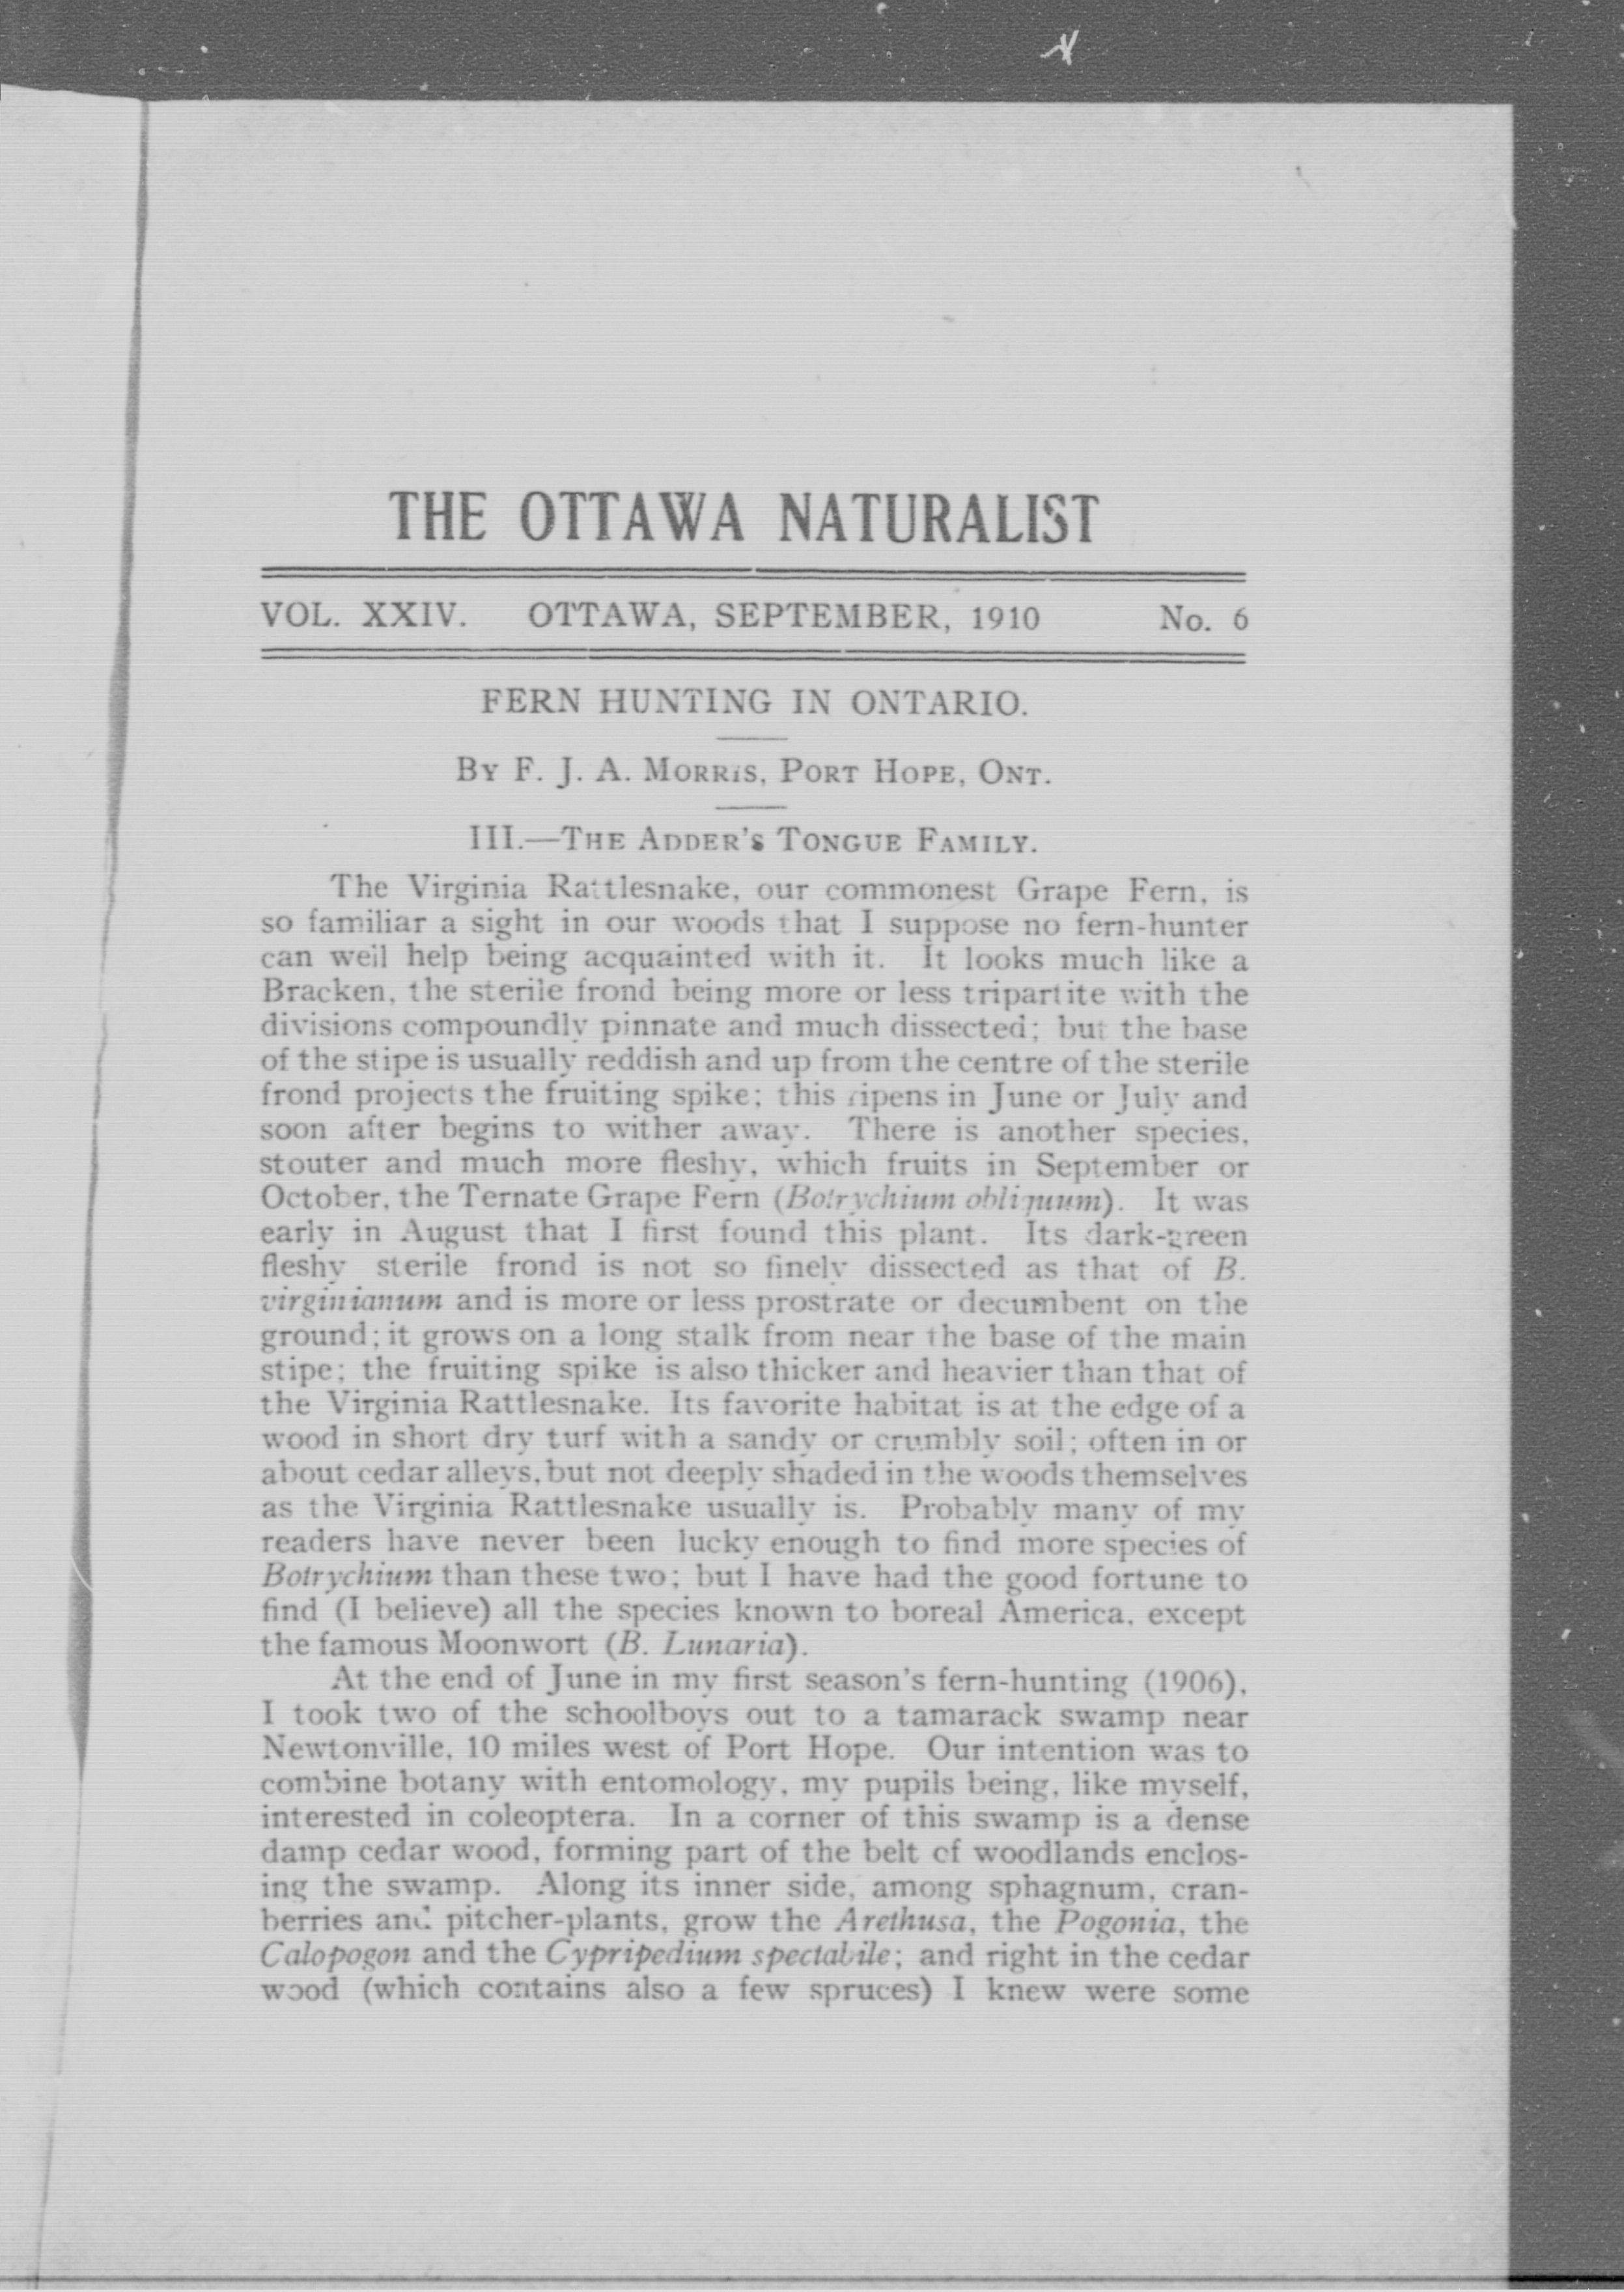 THE OTTAWA NATURALIST
VOL. XXIV. OTTAWA, SEPTEMBER, 1910 No. 6
FERN HUNTING IN ONTARIO.
By F. J. A. Morris, Port Hope, Ont.
III.—The Adder's Tongue Family.
The Virginia Rattlesnake, our commonest Grape Fern, is
so familiar a sight in our woods that I suppose no fern-hunter
can well help being acquainted with it. It looks much like a
Bracken, the sterile frond being more or less tripartite with the
divisions compoundly pinnate and much dissected; but the base
of the stipe is usually reddish and up from the centre of the sterile
frond projects the fruiting spike; this ripens in June or July and
soon after begins to wither away. There is another species,
stouter and much more fleshy, which fruits in September or
October, the Ternate Grape Fern (Botrychium obliquum). It was
early in August that I first found this plant. Its dark-green
fleshy sterile frond is not so finely dissected as that of B.
virginianum and is more or less prostrate or decumbent on the
ground; it grows on a long stalk from near the base of the main
stipe; the fruiting spike is also thicker and heavier than that of
the Virginia Rattlesnake. Its favorite habitat is at the edge of a
wood in short dry turf with a sandy or crumbly soil; often in or
about cedar alleys, but not deeply shaded in the woods themselves
as the Virginia Rattlesnake usually is. Probably many of my
readers have never been lucky enough to find more species of
Botrychium than these two; but I have had the good fortune to
find (I believe) all the species known to boreal America, except
the famous Moonwort (B. Lunaria).
At the end of June in my first season's fern-hunting (1906),
I took two of the schoolboys out to a tamarack swamp near
Newtonville, 10 miles west of Port Hope. Our intention was to
combine botany with entomology, my pupils being, like myself,
interested in coleoptera. In a corner of this swamp is a dense
damp cedar wood, forming part of the belt of woodlands enclos-
ing the swamp. Along its inner side, among sphagnum, cran-
berries and pitcher-plants, grow the Arethusa, the Pogonia, the
Calopogon and the Cypripedium spectabile; and right in the cedar
wood (which contains also a few spruces) I knew were some